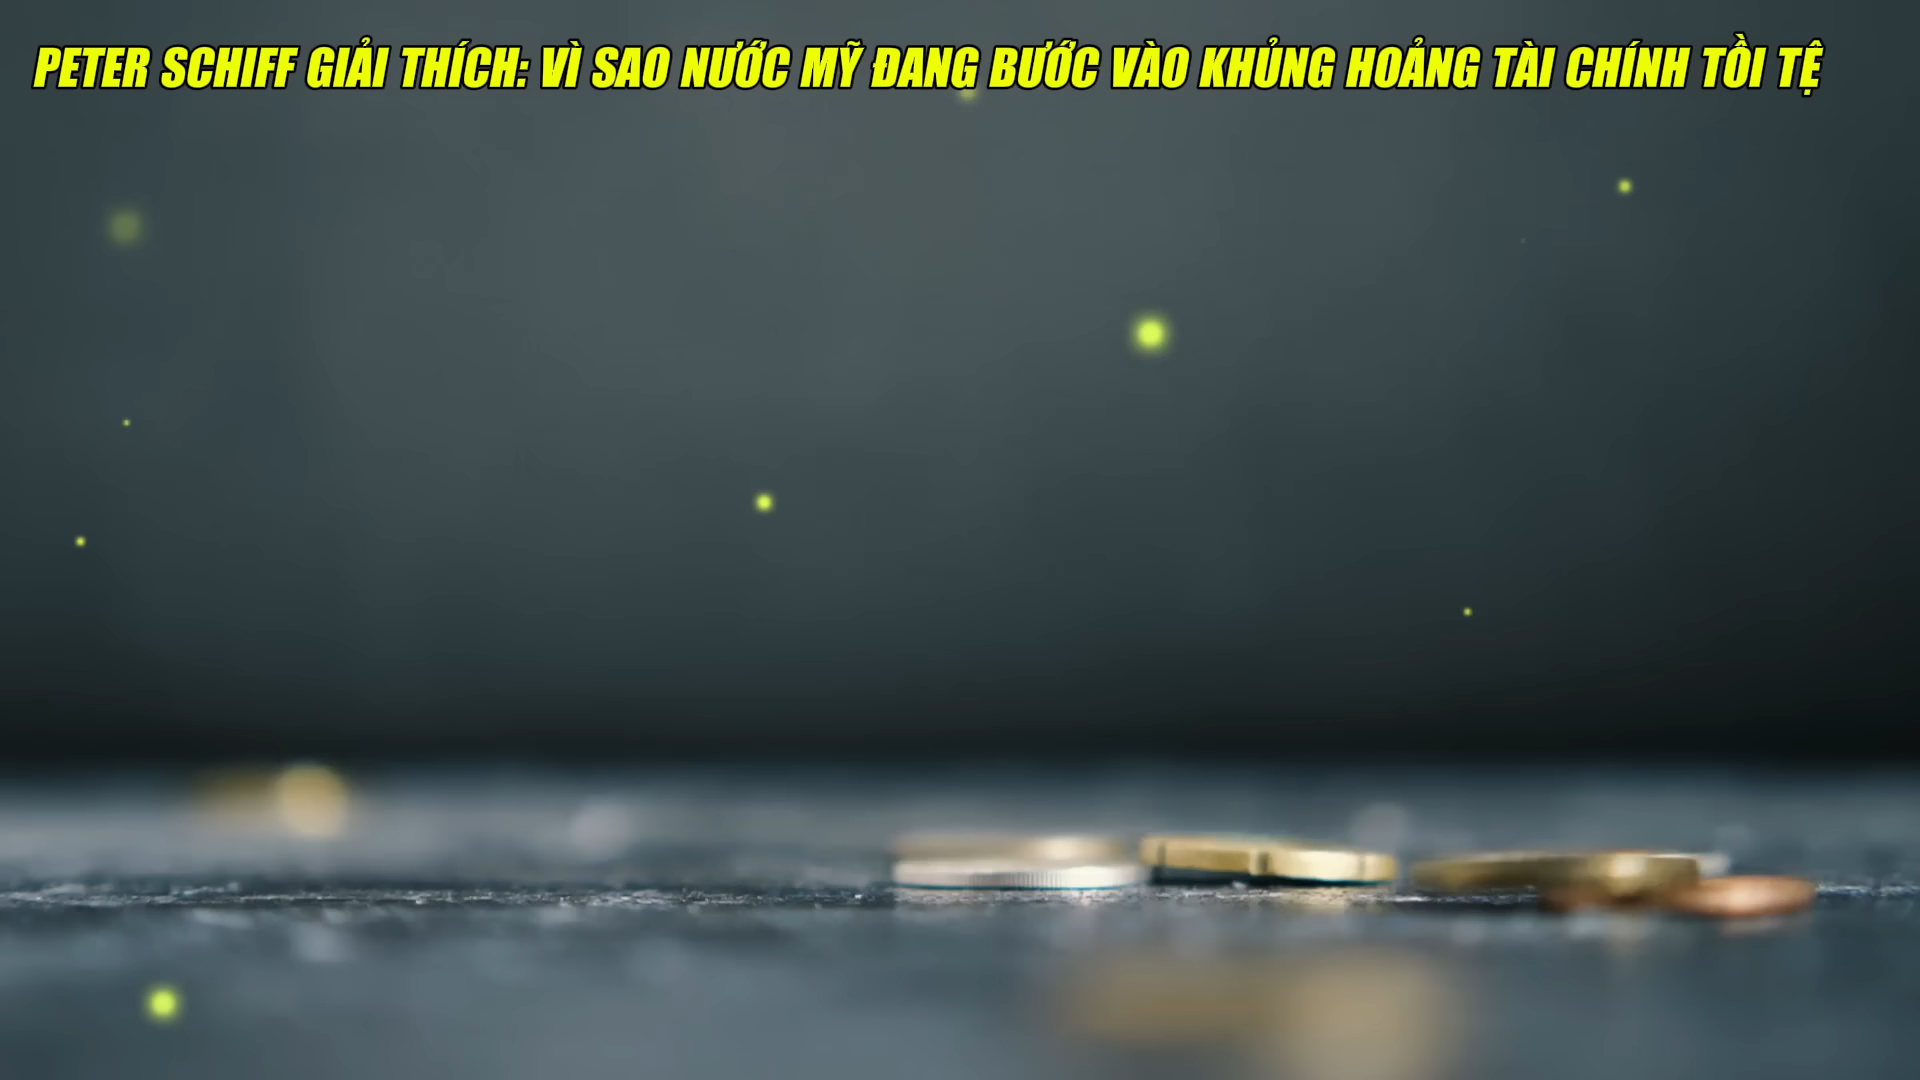 PETER SCHIFF GIẢI THÍCH: VÌ SAO NƯỚC MỸ ĐANG BƯỚC VÀO KHỦNG HOẢNG TÀI CHÍNH TỒI TỆ